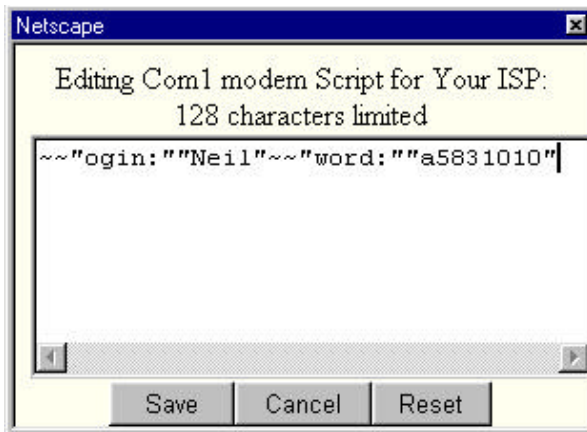 Netscape
Editing Com1 modem Script for Your ISP:
128 characters limited
~~"ogin:""Neil"~~"word:""a5831010"
Save Cancel Reset